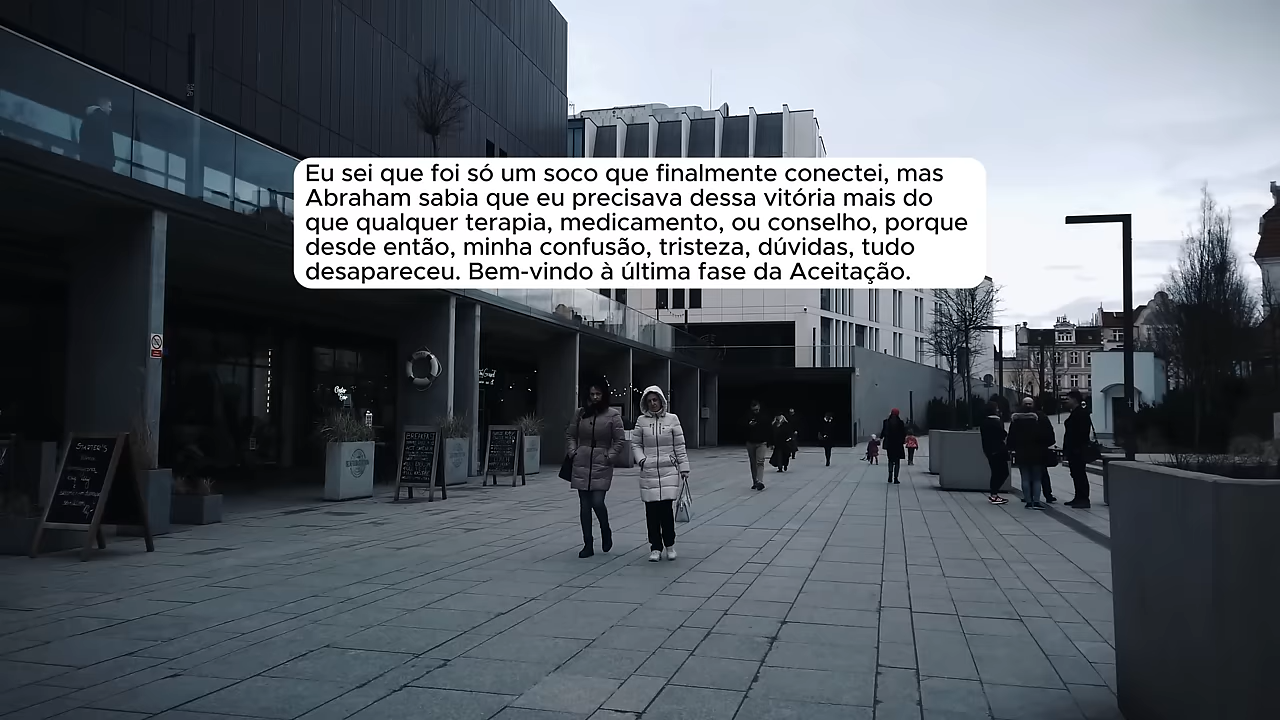 Eu sei que foi só um soco que finalmente conectei, mas
Abraham sabia que eu precisava dessa vitória mais do
que qualquer terapia, medicamento, ou conselho, porque
desde então, minha confusão, tristeza, dúvidas, tudo
desapareceu. Bem-vindo à última fase da Aceitação.
BREAKFAST